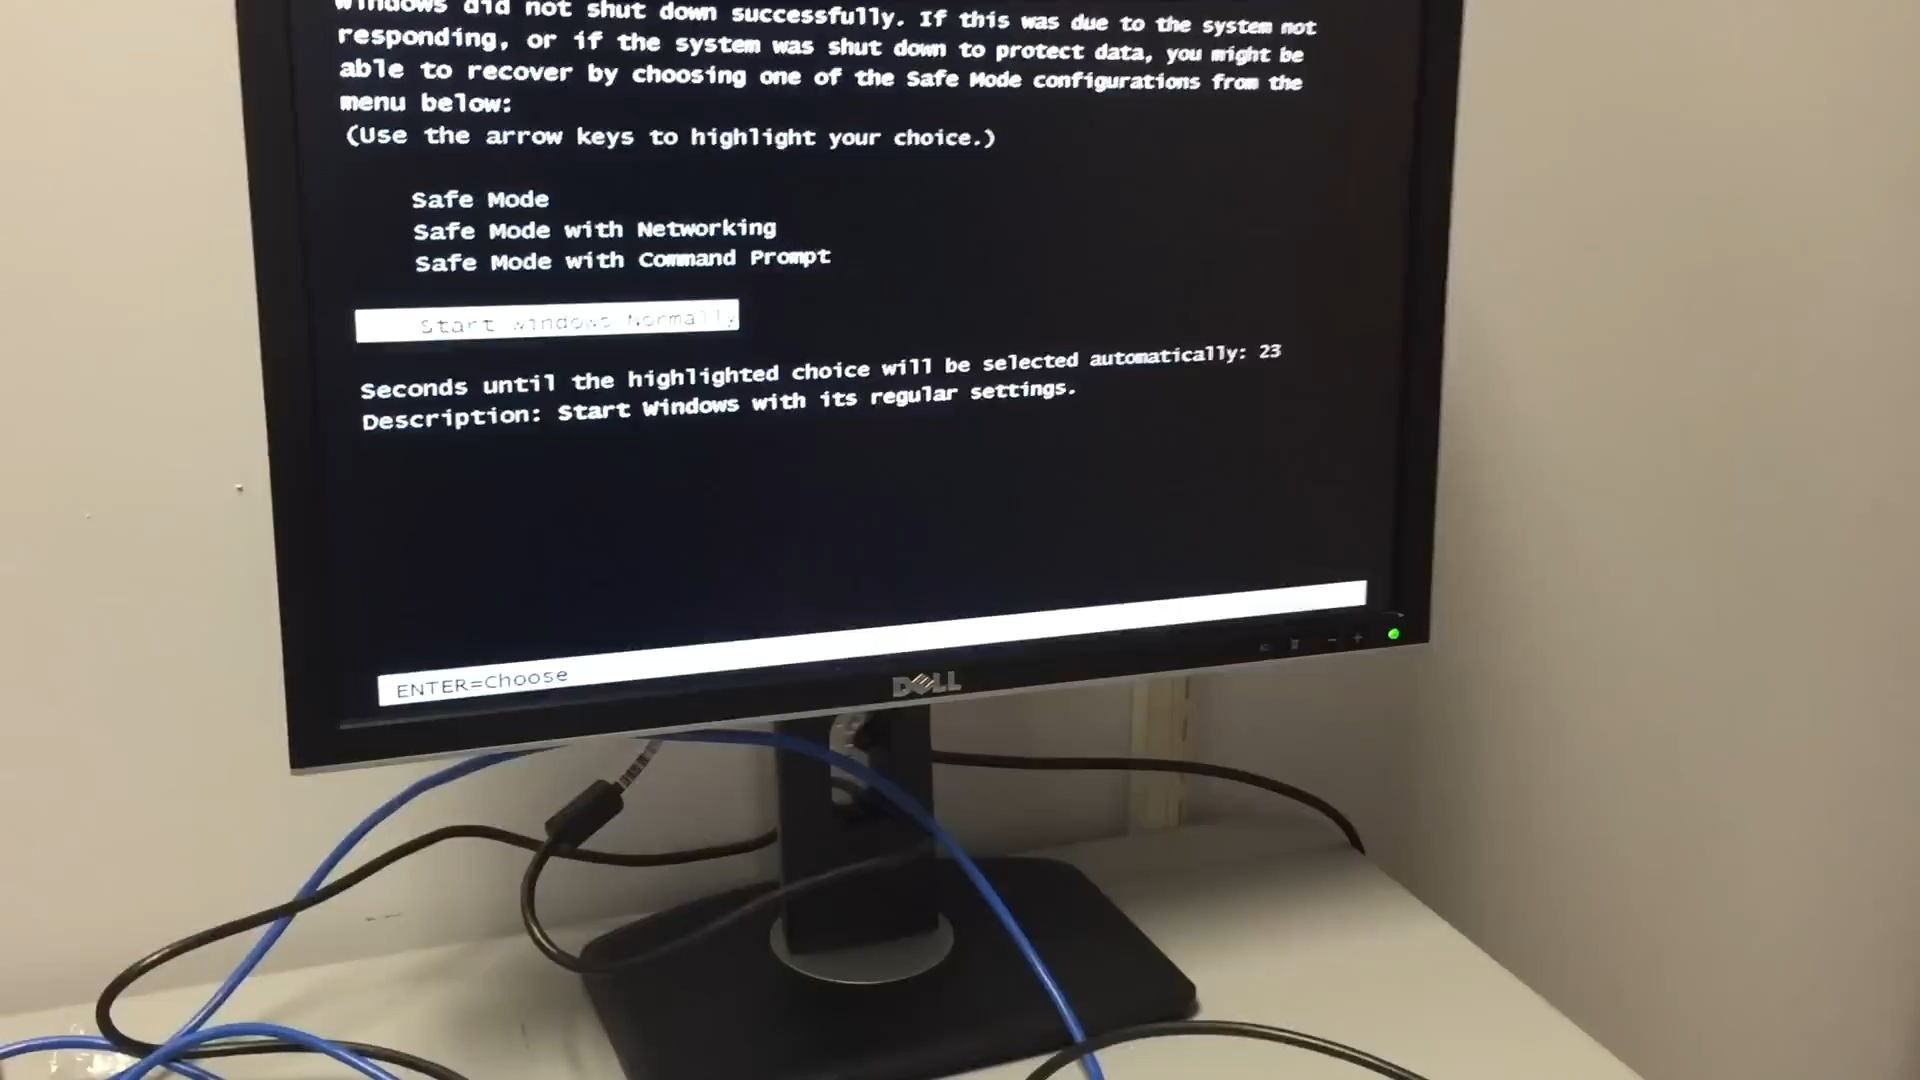 Windows did not shut down successfully. If this was due to the system not
responding, or if the system was shut down to protect data, you might be
able to recover by choosing one of the Safe Mode configurations from the
menu below:
(Use the arrow keys to highlight your choice.)
Safe Mode
Safe Mode with Networking
Safe Mode with Command Prompt
Start Windows Normally
Seconds until the highlighted choice will be selected automatically: 23
Description: Start Windows with its regular settings.
ENTER=Choose
DELL